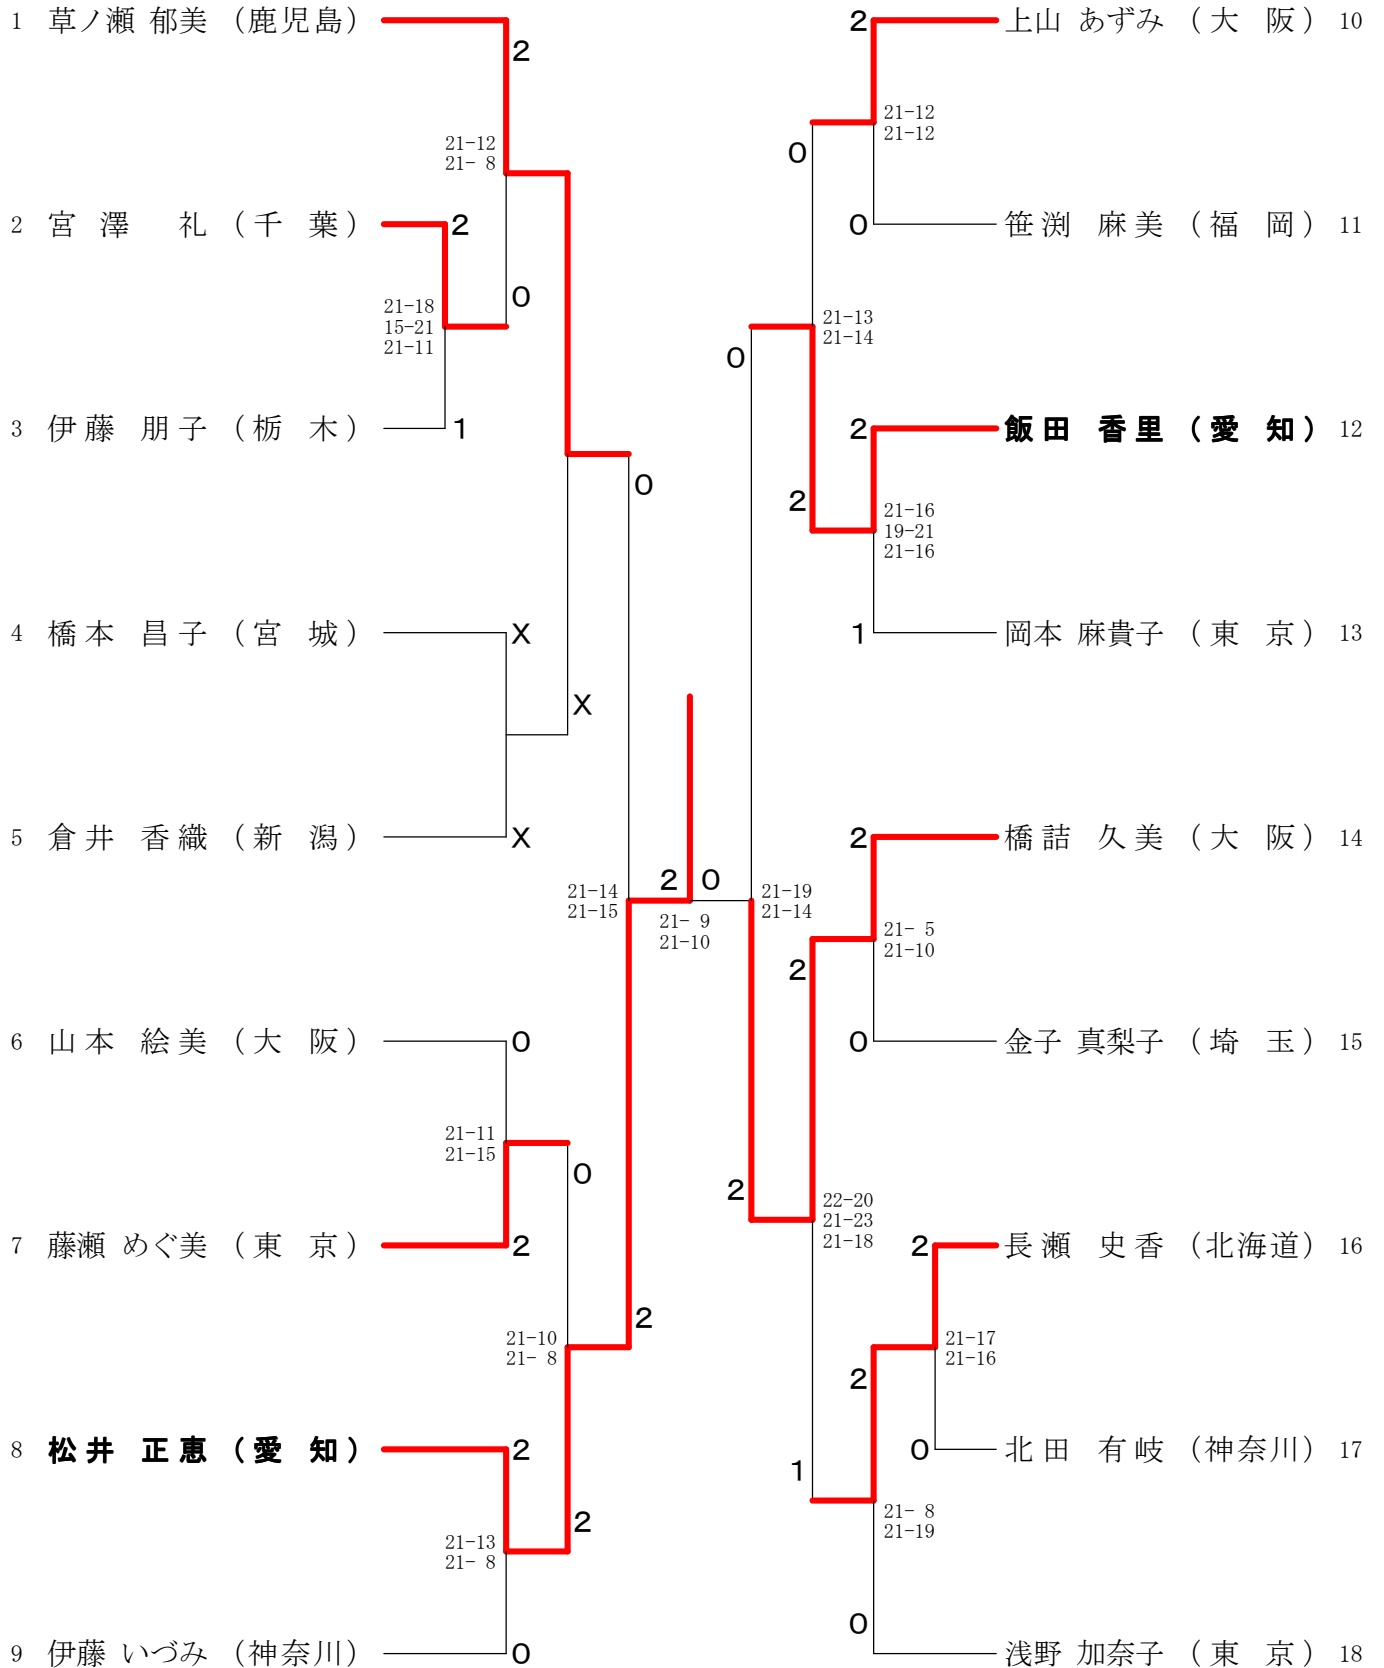 1 草ノ瀬 郁美 （鹿児島）
2
21-12
21- 8
2 宮澤 礼 （千 葉）
2
0
21-18
15-21
21-11
3 伊藤 朋子 （栃 木）
1
0
4 橋本 昌子 （宮 城）
X
X
5 倉井 香織 （新 潟）
X
21-14
21-15
2 0
21- 9
21-10
6 山本 絵美 （大 阪）
0
21-11
21-15
0
7 藤瀬 めぐ美 （東 京）
2
2
21-10
21- 8
8 松井 正恵 （愛 知）
2
2
21-13
21- 8
9 伊藤 いづみ （神奈川）
0
2
上山 あずみ （大 阪） 10
21-12
21-12
0
0
笹渕 麻美 （福 岡） 11
21-13
21-14
0
2
飯田 香里 （愛 知） 12
2
21-16
19-21
21-16
1
岡本 麻貴子 （東 京） 13
2
橋詰 久美 （大 阪） 14
21-19
21-14
21- 5
21-10
2
0
金子 真梨子 （埼 玉） 15
2
22-20
21-23
21-18
2
長瀬 史香 （北海道） 16
21-17
21-16
2
0
北田 有岐 （神奈川） 17
1
21- 8
21-19
0
浅野 加奈子 （東 京） 18